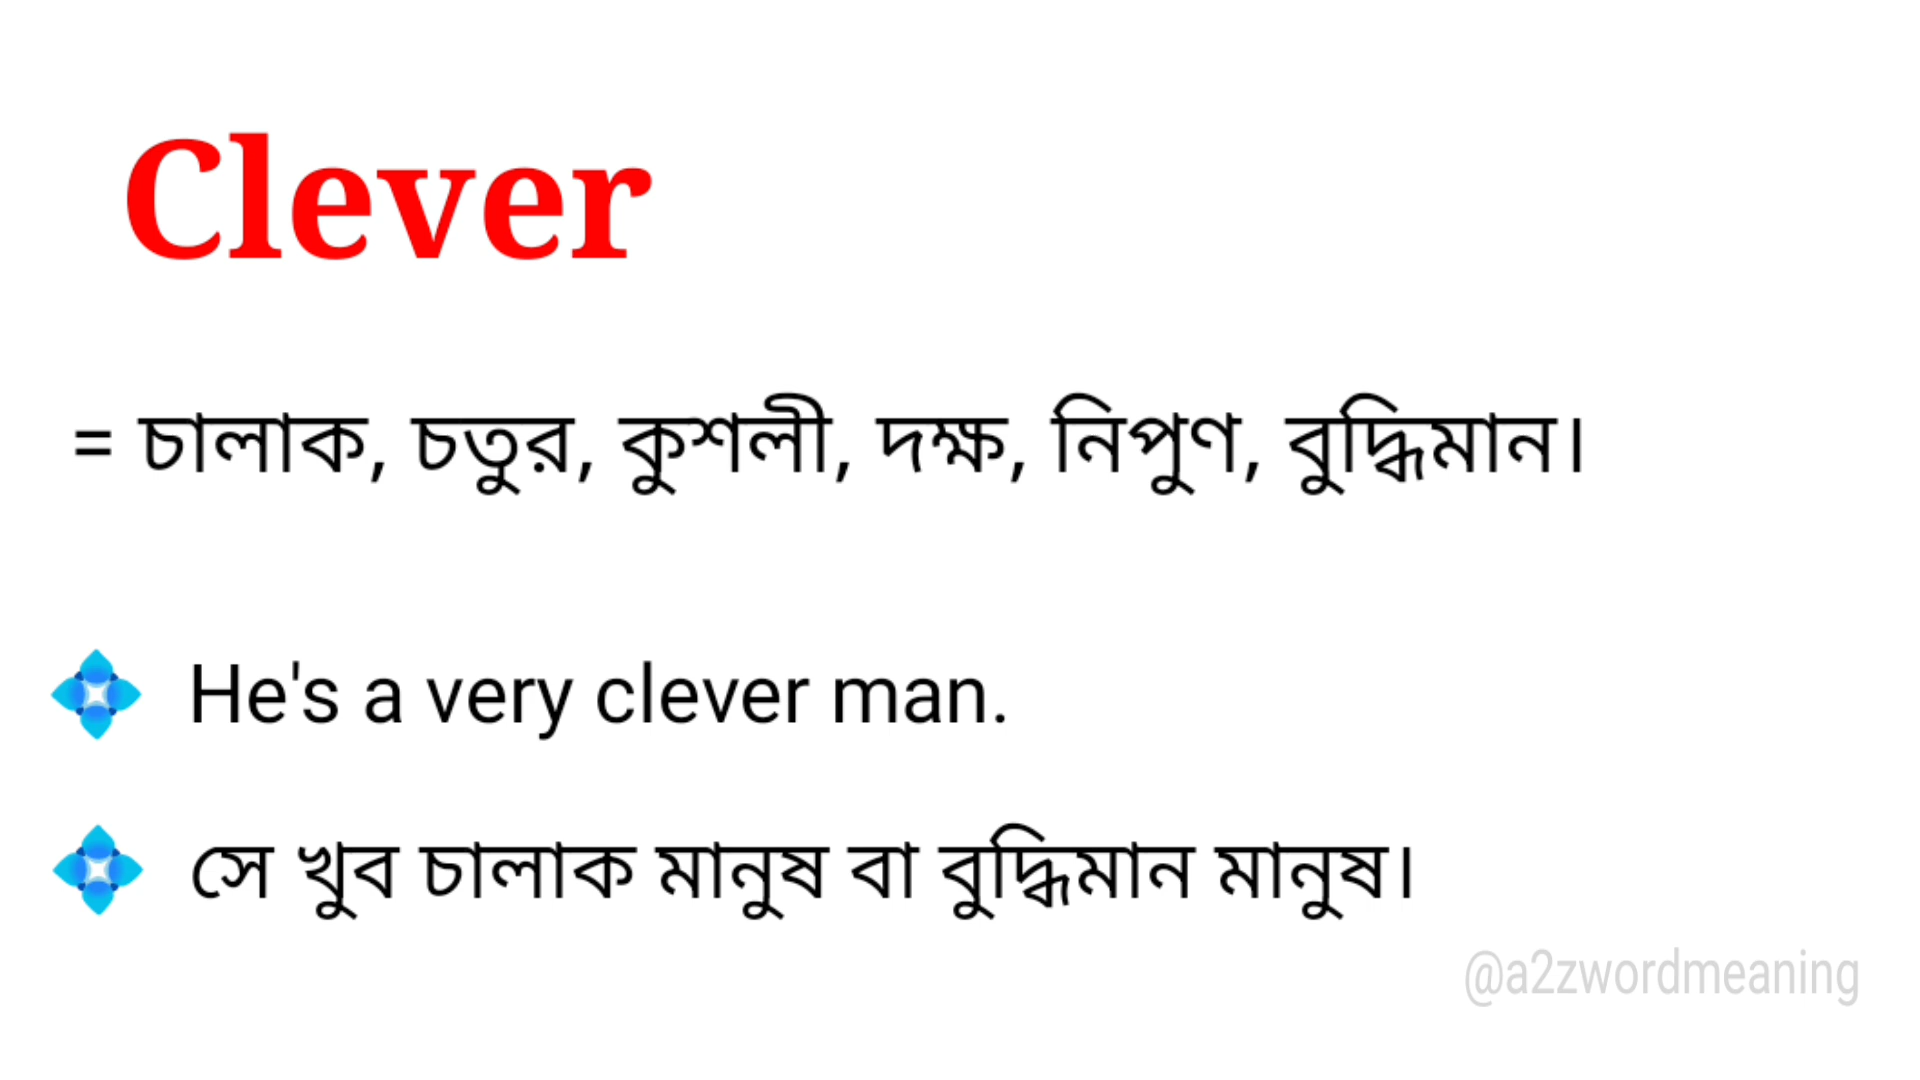 Clever
= চালাক, চতুর, কুশলী, দক্ষ, নিপুণ, বুদ্ধিমান।
He's a very clever man.
সে খুব চালাক মানুষ বা বুদ্ধিমান মানুষ।
@a2zwordmeaning